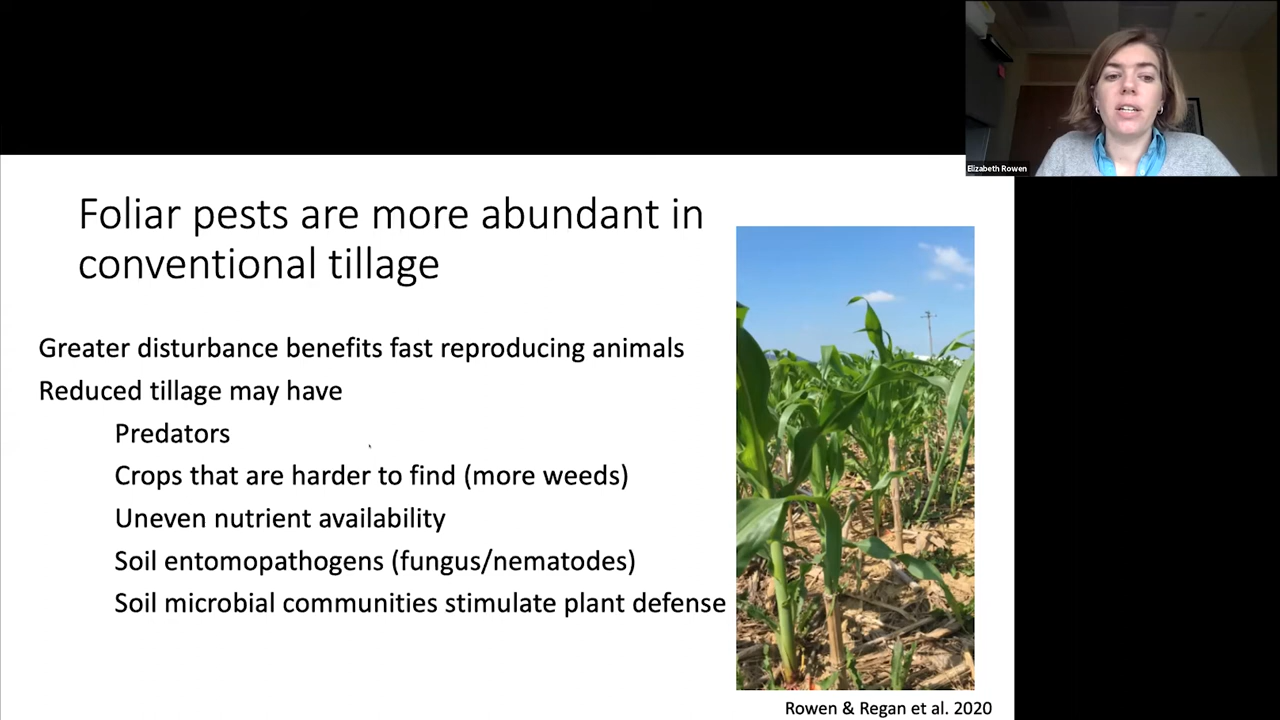 Elizabeth Rowen
Foliar pests are more abundant in
conventional tillage
Greater disturbance benefits fast reproducing animals
Reduced tillage may have
Predators
Crops that are harder to find (more weeds)
Uneven nutrient availability
Soil entomopathogens (fungus/nematodes)
Soil microbial communities stimulate plant defense
Rowen & Regan et al. 2020